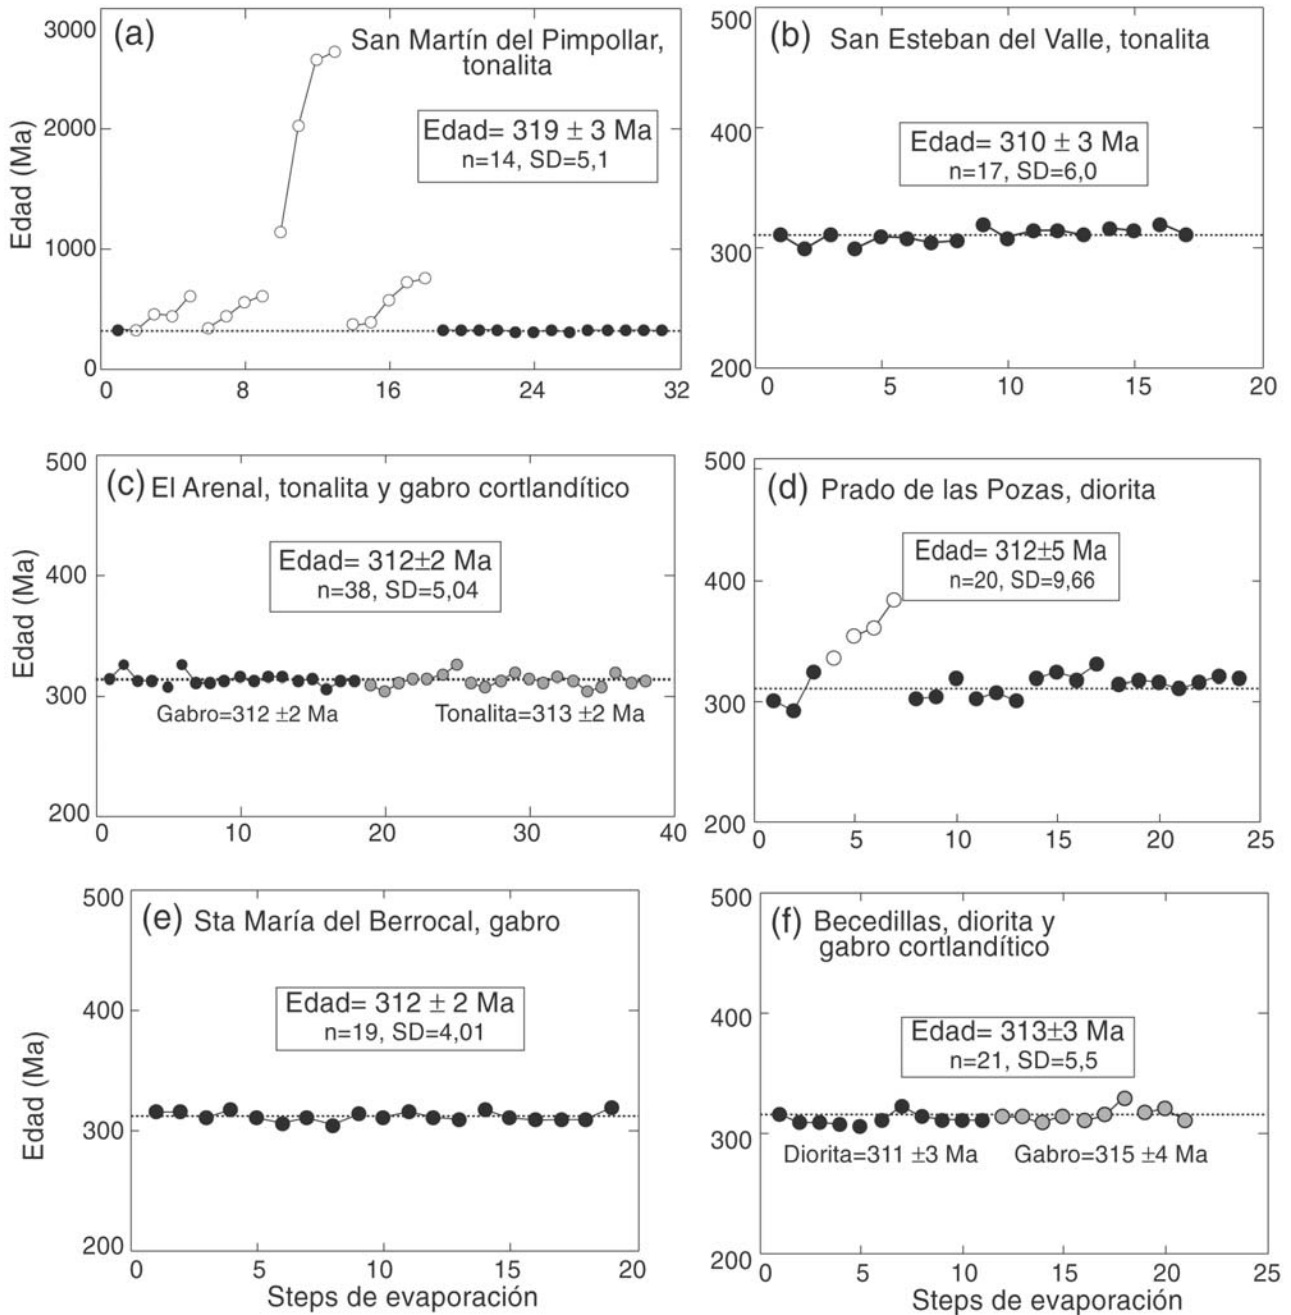 (a) San Martín del Pimpollar,
tonalita
Edad= 319 ± 3 Ma
n=14, SD=5,1
Edad (Ma)
3000
2000
1000
0
0 8 16 24 32
(b) San Esteban del Valle, tonalita
Edad= 310 ± 3 Ma
n=17, SD=6,0
500
400
300
200
0 5 10 15 20
(c) El Arenal, tonalita y gabro cortlandítico
Edad= 312±2 Ma
n=38, SD=5,04
Gabro=312 ±2 Ma Tonalita=313 ±2 Ma
Edad (Ma)
500
400
300
200
0 10 20 30 40
(d) Prado de las Pozas, diorita
Edad= 312±5 Ma
n=20, SD=9,66
500
400
300
200
0 5 10 15 20 25
(e) Sta María del Berrocal, gabro
Edad= 312 ± 2 Ma
n=19, SD=4,01
Edad (Ma)
500
400
300
200
0 5 10 15 20
Steps de evaporación
(f) Becedillas, diorita y
gabro cortlandítico
Edad= 313±3 Ma
n=21, SD=5,5
Diorita=311 ±3 Ma Gabro=315 ±4 Ma
500
400
300
200
0 5 10 15 20 25
Steps de evaporación